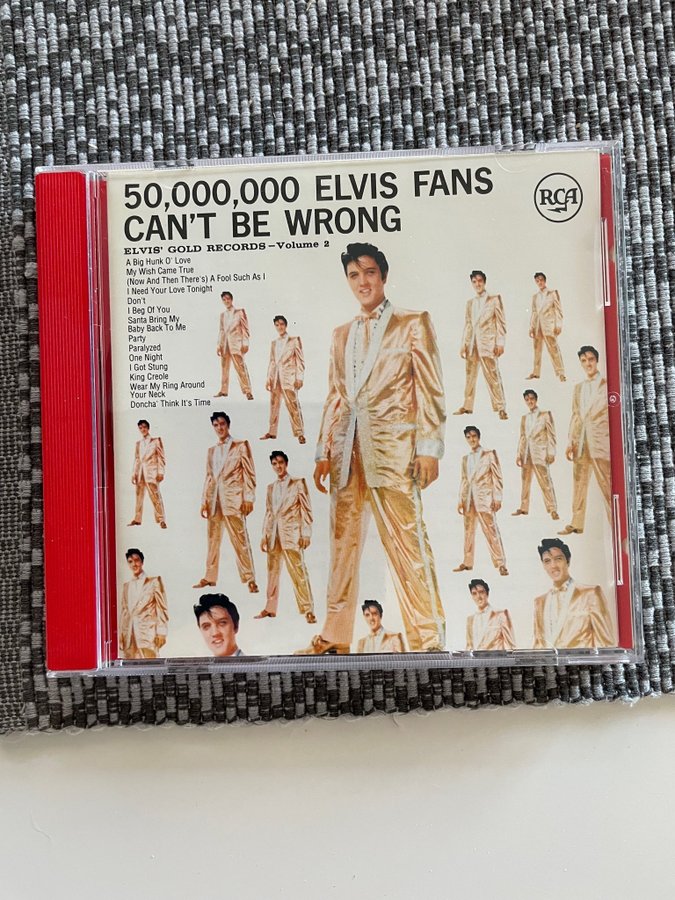 50,000,000 ELVIS FANS
CAN'T BE WRONG
RCA
ELVIS' GOLD RECORDS—Volume 2
A Big Hunk O' Love
My Wish Came True
(Now And Then There's) A Fool Such As I
I Need Your Love Tonight
Don't
I Beg Of You
Santa Bring My
Baby Back To Me
Party
Paralyzed
One Night
I Got Stung
King Creole
Wear My Ring Around
Your Neck
Doncha' Think It's Time